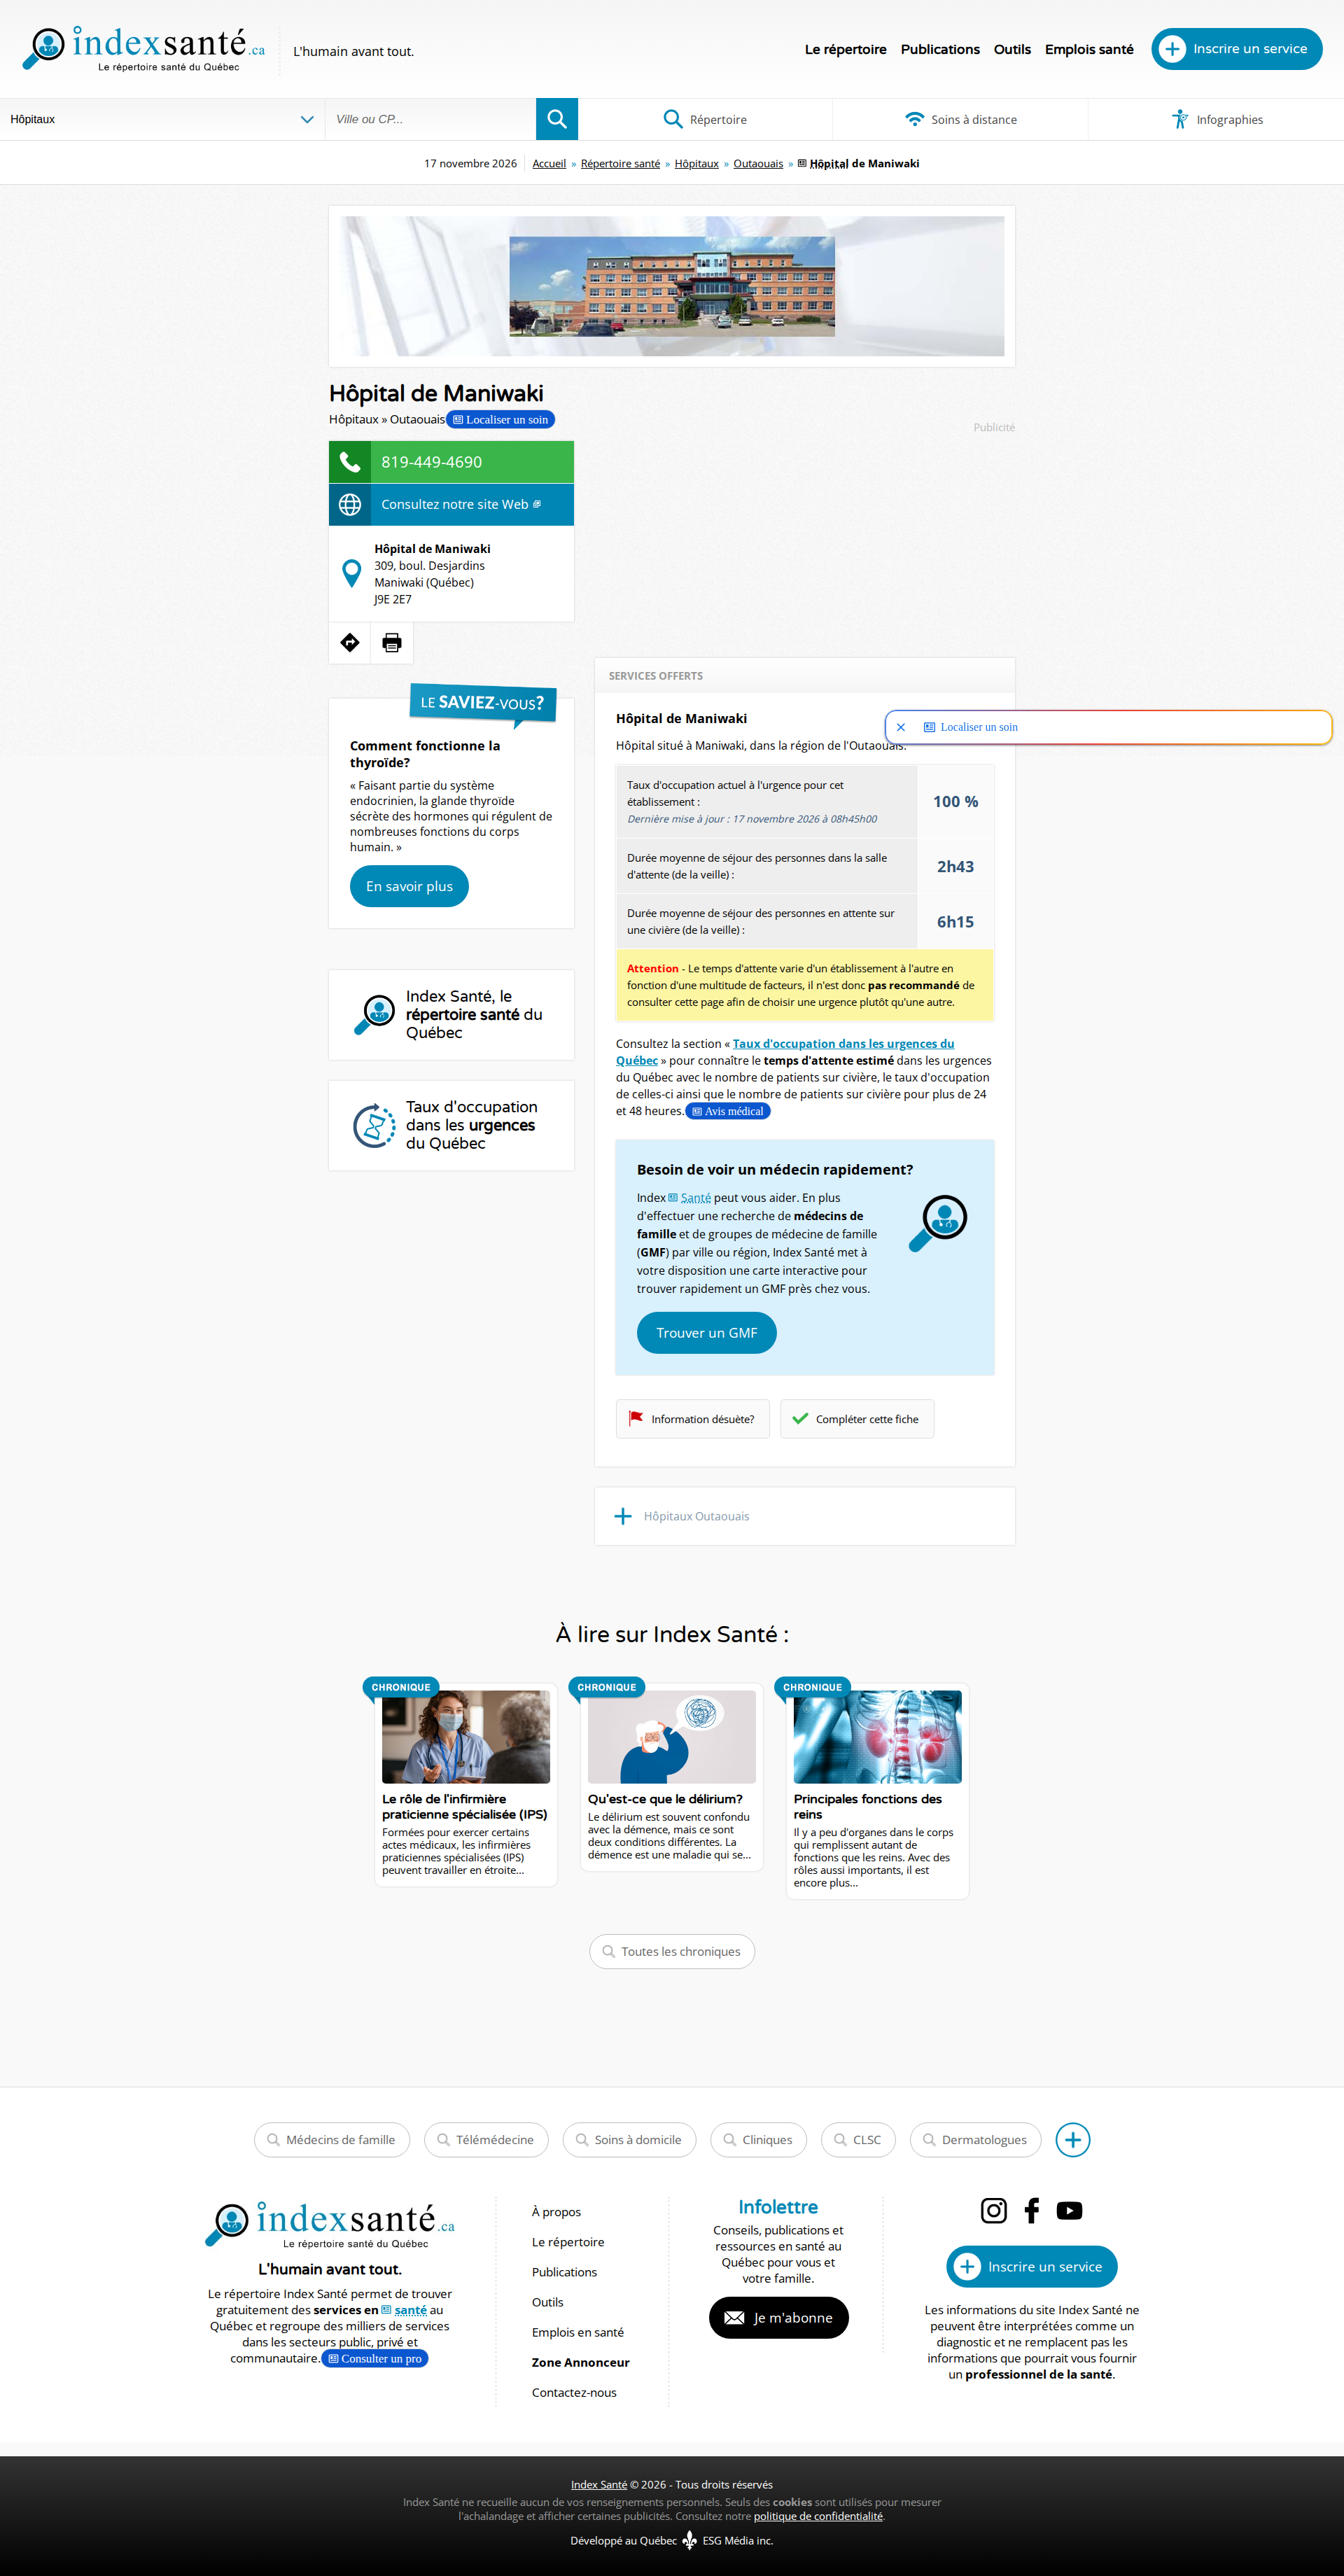 indexsanté.ca
Le répertoire santé du Québec
L'humain avant tout.
Le répertoire
Publications
Outils
Emplois santé
Inscrire un service
Hôpitaux
Ville ou CP...
Répertoire
Soins à distance
Infographies
17 novembre 2026
Accueil » Répertoire santé » Hôpitaux » Outaouais » Hôpital de Maniwaki
Hôpital de Maniwaki
Hôpitaux » Outaouais Localiser un soin
Publicité
819-449-4690
Consultez notre site Web
Hôpital de Maniwaki
309, boul. Desjardins
Maniwaki (Québec)
J9E 2E7
LE SAVIEZ-VOUS?
Comment fonctionne la
thyroïde?
« Faisant partie du système
endocrinien, la glande thyroïde
sécrète des hormones qui régulent de
nombreuses fonctions du corps
humain. »
En savoir plus
Index Santé, le
répertoire santé du
Québec
Taux d'occupation
dans les urgences
du Québec
SERVICES OFFERTS
Hôpital de Maniwaki
Localiser un soin
Hôpital situé à Maniwaki, dans la région de l'Outaouais.
Taux d'occupation actuel à l'urgence pour cet
établissement :
Dernière mise à jour : 17 novembre 2026 à 08h45h00
100 %
Durée moyenne de séjour des personnes dans la salle
d'attente (de la veille) :
2h43
Durée moyenne de séjour des personnes en attente sur
une civière (de la veille) :
6h15
Attention - Le temps d'attente varie d'un établissement à l'autre en
fonction d'une multitude de facteurs, il n'est donc pas recommandé de
consulter cette page afin de choisir une urgence plutôt qu'une autre.
Consultez la section « Taux d'occupation dans les urgences du
Québec » pour connaître le temps d'attente estimé dans les urgences
du Québec avec le nombre de patients sur civière, le taux d'occupation
de celles-ci ainsi que le nombre de patients sur civière pour plus de 24
et 48 heures. Avis médical
Besoin de voir un médecin rapidement?
Index Santé peut vous aider. En plus
d'effectuer une recherche de médecins de
famille et de groupes de médecine de famille
(GMF) par ville ou région, Index Santé met à
votre disposition une carte interactive pour
trouver rapidement un GMF près chez vous.
Trouver un GMF
Information désuète?
Compléter cette fiche
Hôpitaux Outaouais
À lire sur Index Santé :
CHRONIQUE
Le rôle de l'infirmière
praticienne spécialisée (IPS)
Formées pour exercer certains
actes médicaux, les infirmières
praticiennes spécialisées (IPS)
peuvent travailler en étroite...
CHRONIQUE
Qu'est-ce que le délirium?
Le délirium est souvent confondu
avec la démence, mais ce sont
deux conditions différentes. La
démence est une maladie qui se...
CHRONIQUE
Principales fonctions des
reins
Il y a peu d'organes dans le corps
qui remplissent autant de
fonctions que les reins. Avec des
rôles aussi importants, il est
encore plus...
Toutes les chroniques
Médecins de famille
Télémédecine
Soins à domicile
Cliniques
CLSC
Dermatologues
indexsanté.ca
Le répertoire santé du Québec
L'humain avant tout.
Le répertoire Index Santé permet de trouver
gratuitement des services en santé au
Québec et regroupe des milliers de services
dans les secteurs public, privé et
communautaire. Consulter un pro
À propos
Le répertoire
Publications
Outils
Emplois en santé
Zone Annonceur
Contactez-nous
Infolettre
Conseils, publications et
ressources en santé au
Québec pour vous et
votre famille.
Je m'abonne
Inscrire un service
Les informations du site Index Santé ne
peuvent être interprétées comme un
diagnostic et ne remplacent pas les
informations que pourrait vous fournir
un professionnel de la santé.
Index Santé © 2026 - Tous droits réservés
Index Santé ne recueille aucun de vos renseignements personnels. Seuls des cookies sont utilisés pour mesurer
l'achalandage et afficher certaines publicités. Consultez notre politique de confidentialité.
Développé au Québec ESG Média inc.